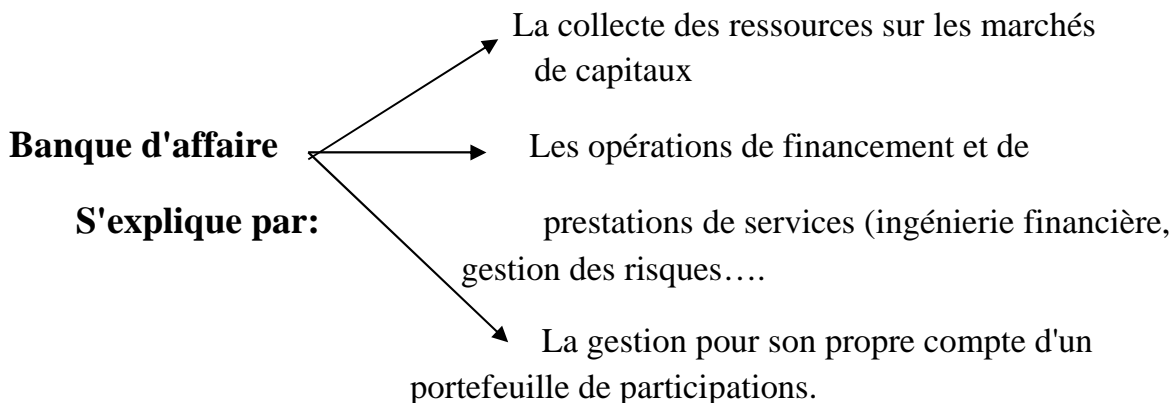 La collecte des ressources sur les marchés
de capitaux
Banque d'affaire
Les opérations de financement et de
S'explique par:
prestations de services (ingénierie financière,
gestion des risques….
La gestion pour son propre compte d'un
portefeuille de participations.